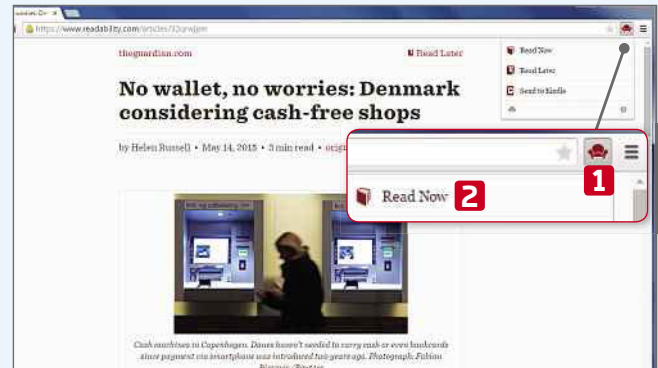 https://www.readability.com/articles/
theguardian.com
Read Later
Read Now
Read Later
Send to Kindle
No wallet, no worries: Denmark
considering cash-free shops
by Helen Russell • May 14, 2015 • 3 min read •
1
Read Now 2
Cash machines in Copenhagen. Danes haven't needed to carry cash or even bankcards
since payment via smartphone was introduced two years ago. Photograph: Fabian